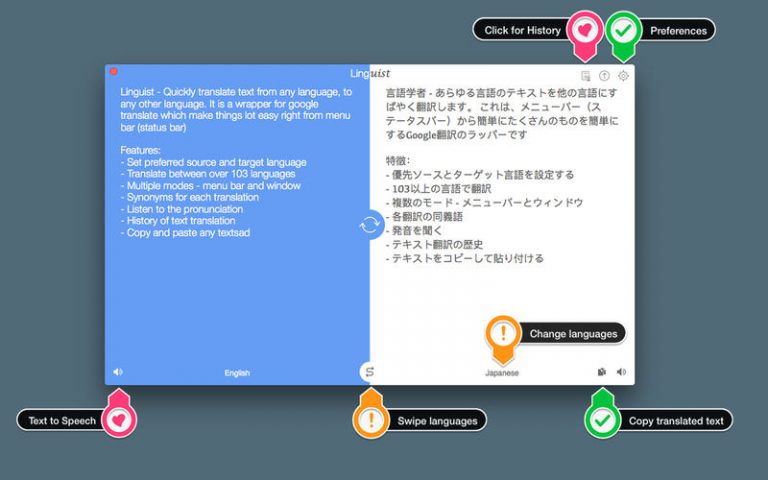 Click for History
Preferences
Linguist
Linguist - Quickly translate text from any language, to
any other language. It is a wrapper for google
translate which make things lot easy right from menu
bar (status bar)
Features:
- Set preferred source and target language
- Translate between over 103 languages
- Multiple modes - menu bar and window
- Synonyms for each translation
- Listen to the pronunciation
- History of text translation
- Copy and paste any textsad
言語学者 - あらゆる言語のテキストを他の言語にす
ばやく翻訳します。 これは、メニューバー（ス
テータスバー）から簡単にたくさんのものを簡単に
するGoogle翻訳のラッパーです
特徴：
- 優先ソースとターゲット言語を設定する
- 103以上の言語で翻訳
- 複数のモード - メニューバーとウィンドウ
- 各翻訳の同義語
- 発音を聞く
- テキスト翻訳の歴史
- テキストをコピーして貼り付ける
Change languages
English
Japanese
Text to Speech
Swipe languages
Copy translated text